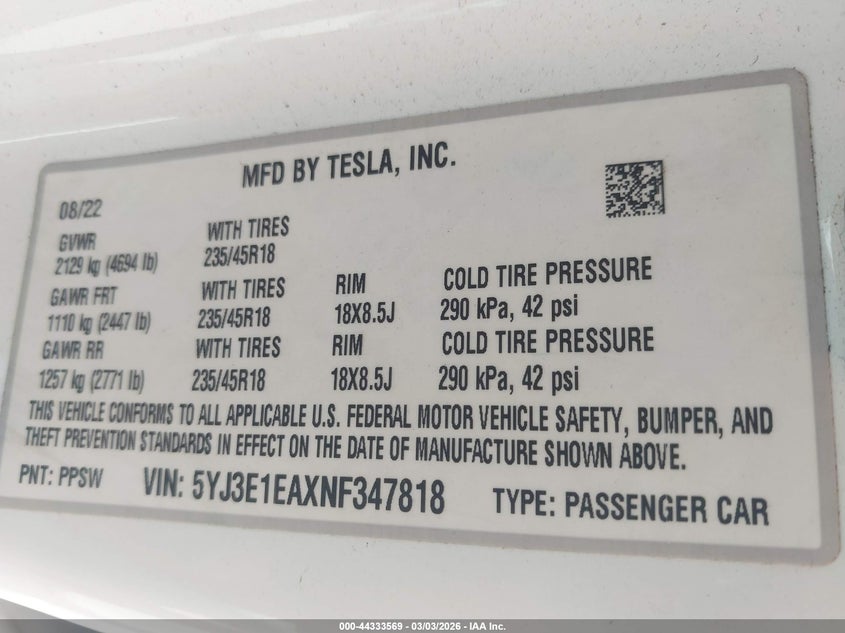 MFD BY TESLA, INC.
08/22
GVWR WITH TIRES
2129 kg (4694 lb) 235/45R18
GAWR FRT WITH TIRES RIM COLD TIRE PRESSURE
1110 kg (2447 lb) 235/45R18 18X8.5J 290 kPa, 42 psi
GAWR RR WITH TIRES RIM COLD TIRE PRESSURE
1257 kg (2771 lb) 235/45R18 18X8.5J 290 kPa, 42 psi
THIS VEHICLE CONFORMS TO ALL APPLICABLE U.S. FEDERAL MOTOR VEHICLE SAFETY, BUMPER, AND
THEFT PREVENTION STANDARDS IN EFFECT ON THE DATE OF MANUFACTURE SHOWN ABOVE.
PNT: PPSW VIN: 5YJ3E1EAXNF347818 TYPE: PASSENGER CAR
000-44333569 - 03/03/2026 - IAA Inc.